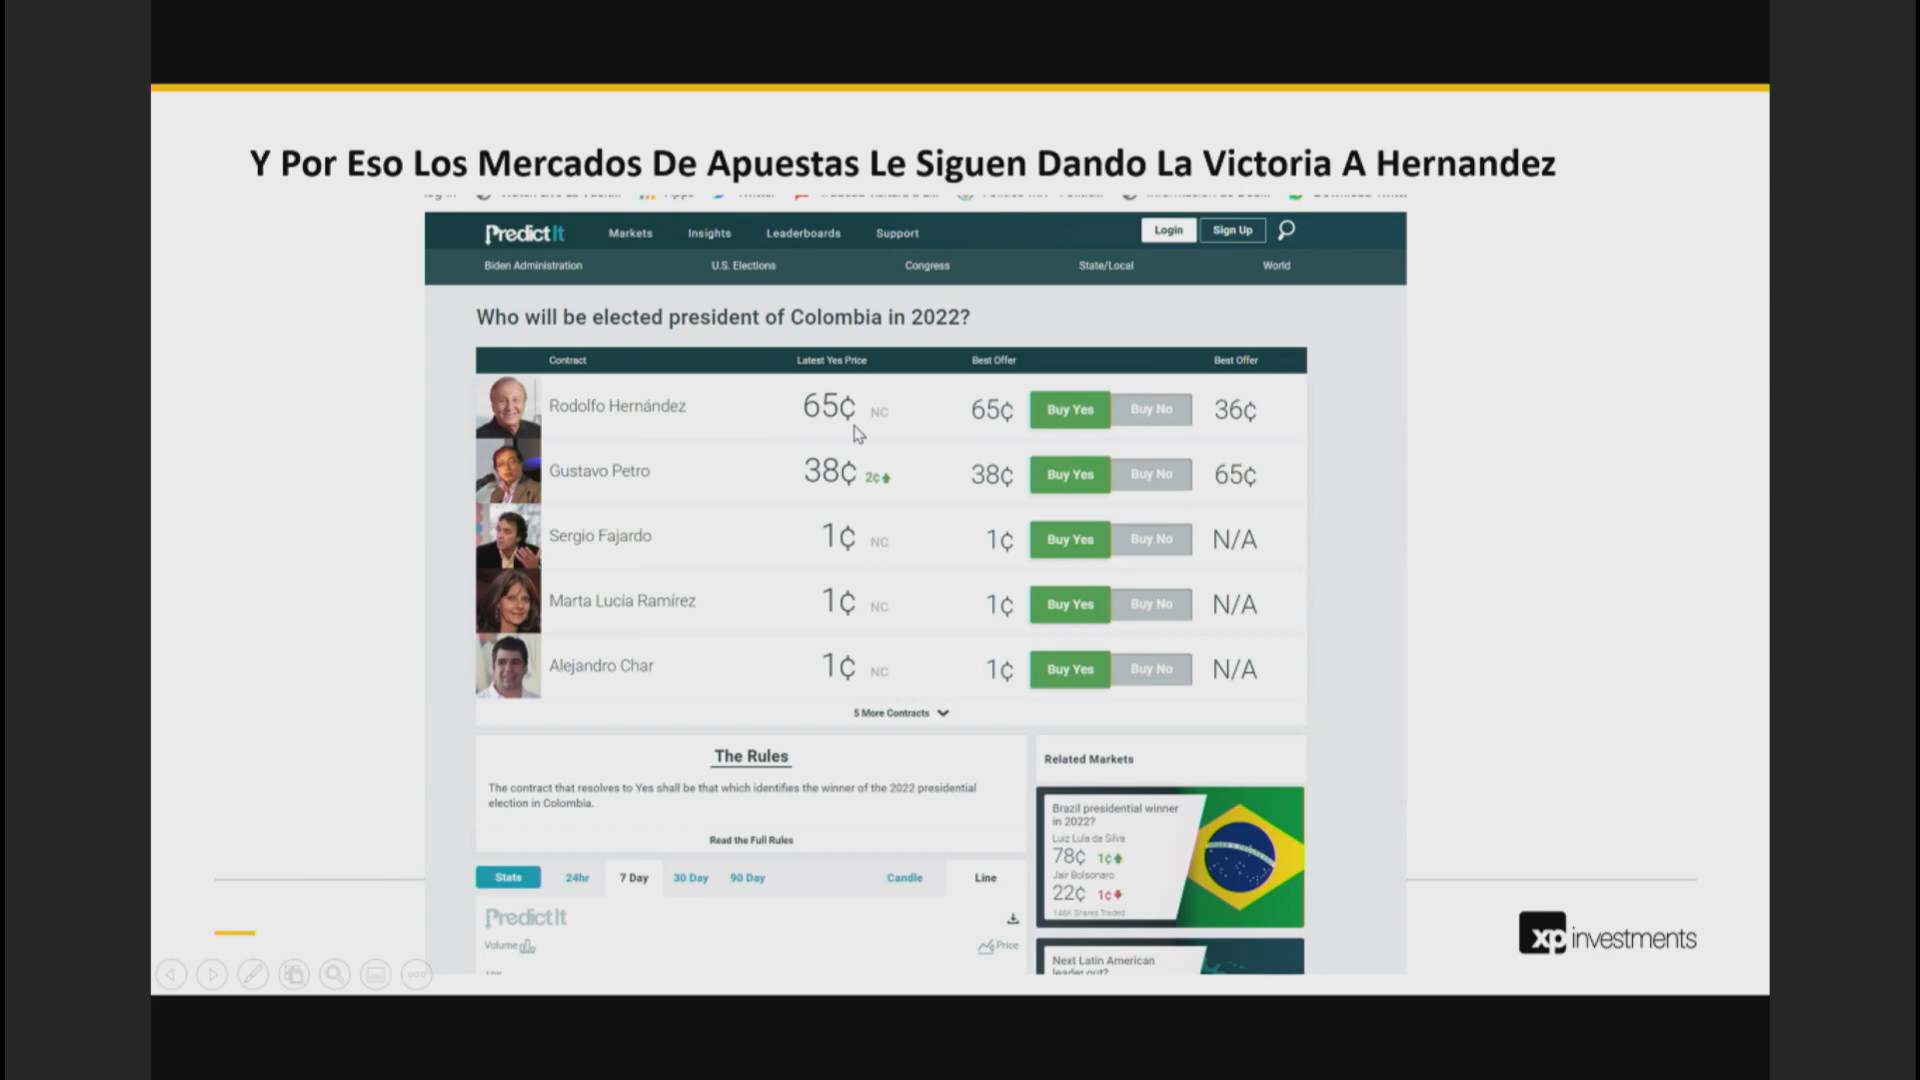 Y Por Eso Los Mercados De Apuestas Le Siguen Dando La Victoria A Hernandez
PredictIt Markets Insights Leaderboards Support Login Sign Up
Biden Administration U.S. Elections Congress State/Local World
Who will be elected president of Colombia in 2022?
Contract Latest Yes Price Best Offer Best Offer
Rodolfo Hernández 65¢ NC 65¢ Buy Yes Buy No 36¢
Gustavo Petro 38¢ 2¢ 38¢ Buy Yes Buy No 65¢
Sergio Fajardo 1¢ NC 1¢ Buy Yes Buy No N/A
Marta Lucía Ramírez 1¢ NC 1¢ Buy Yes Buy No N/A
Alejandro Char 1¢ NC 1¢ Buy Yes Buy No N/A
5 More Contracts
The Rules
The contract that resolves to Yes shall be that which identifies the winner of the 2022 presidential
election in Colombia.
Read the Full Rules
Related Markets
Brazil presidential winner
in 2022?
Luiz Lula da Silva
78¢ 1¢
Jair Bolsonaro
22¢ 1¢
146K Shares Traded
Stats 24hr 7 Day 30 Day 90 Day Candle Line
PredictIt
Volume Price
Next Latin American
leader out?
xp investments